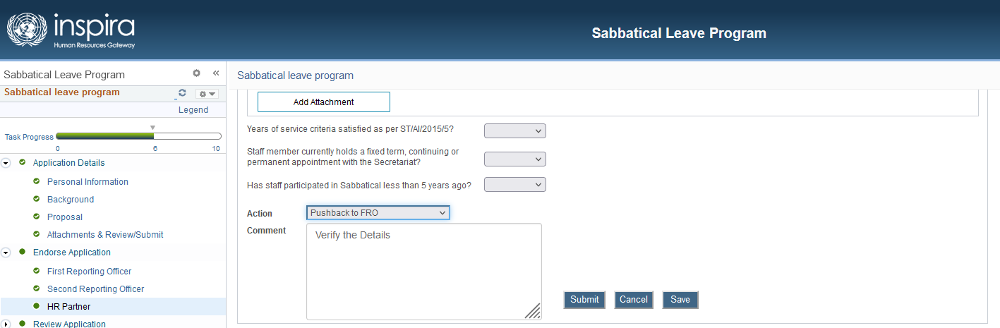 inspira
Human Resources Gateway
Sabbatical Leave Program
Sabbatical Leave Program
Sabbatical leave program
Legend
Task Progress
0 6 10
Application Details
Personal Information
Background
Proposal
Attachments & Review/Submit
Endorse Application
First Reporting Officer
Second Reporting Officer
HR Partner
Review Application
Sabbatical leave program
Add Attachment
Years of service criteria satisfied as per ST/AI/2015/5?
Staff member currently holds a fixed term, continuing or
permanent appointment with the Secretariat?
Has staff participated in Sabbatical less than 5 years ago?
Action Pushback to FRO
Comment Verify the Details
Submit Cancel Save